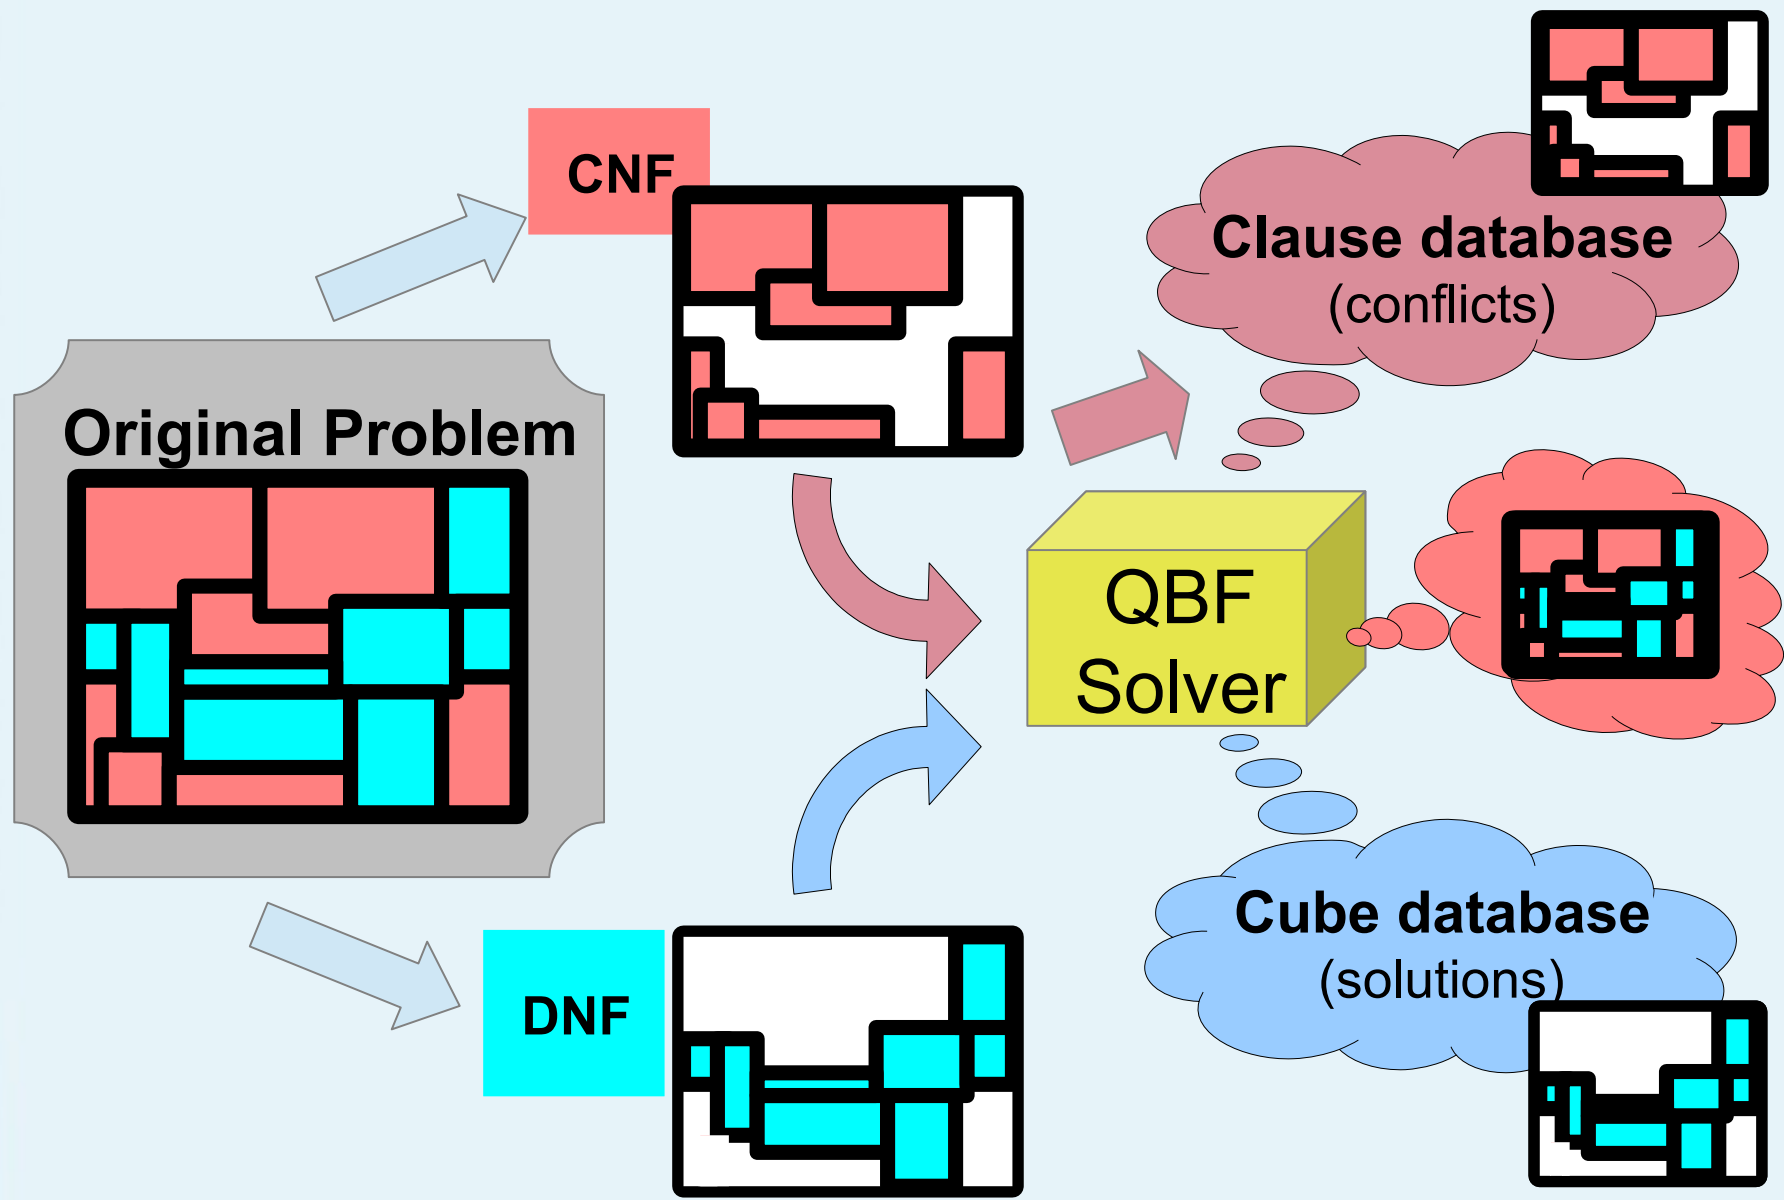 CNF
Clause database
(conflicts)
Original Problem
QBF
Solver
Cube database
(solutions)
DNF